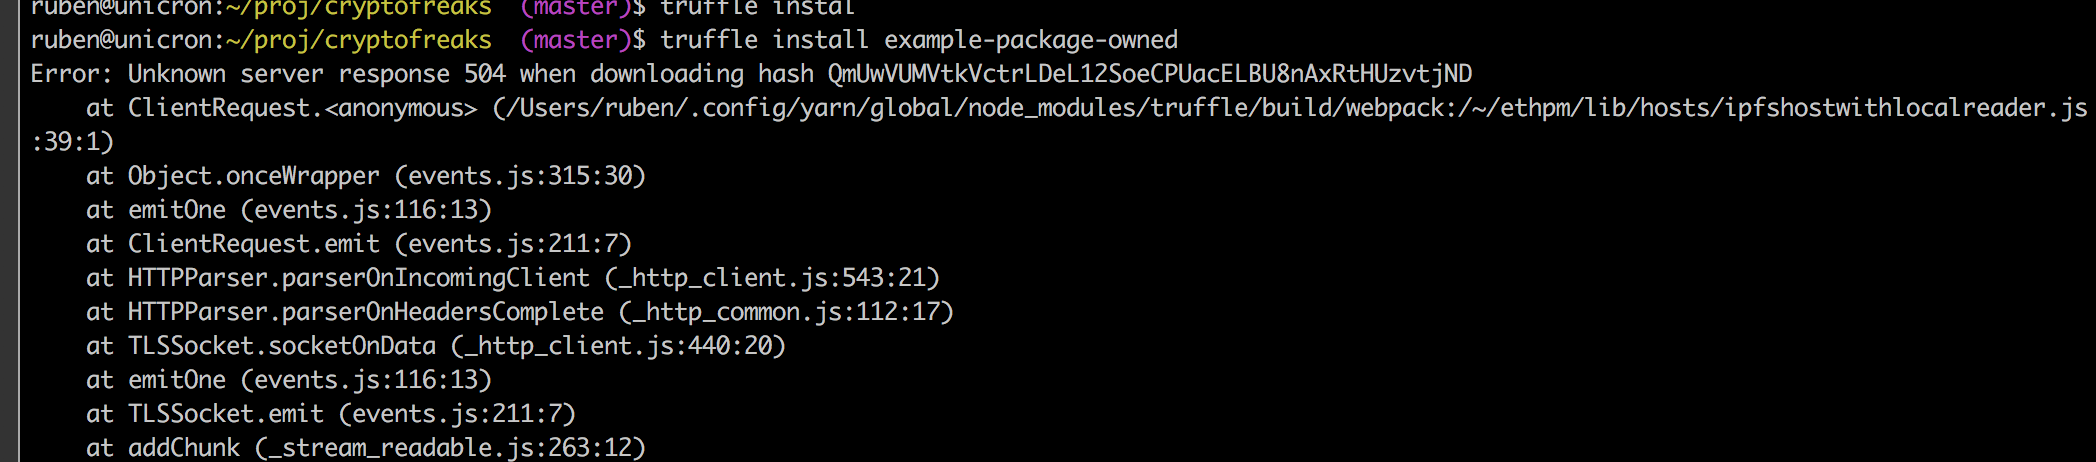 ruben@unicron:~/proj/cryptofreaks  (master)$ truffle instal
ruben@unicron:~/proj/cryptofreaks  (master)$ truffle install example-package-owned
Error: Unknown server response 504 when downloading hash QmUwVUMVtkVctrLDeL12SoeCPUacELBU8nAxRtHUzvtjND
    at ClientRequest.<anonymous> (/Users/ruben/.config/yarn/global/node_modules/truffle/build/webpack:/~/ethpm/lib/hosts/ipfshostwithlocalreader.js
:39:1)
    at Object.onceWrapper (events.js:315:30)
    at emitOne (events.js:116:13)
    at ClientRequest.emit (events.js:211:7)
    at HTTPParser.parserOnIncomingClient (_http_client.js:543:21)
    at HTTPParser.parserOnHeadersComplete (_http_common.js:112:17)
    at TLSSocket.socketOnData (_http_client.js:440:20)
    at emitOne (events.js:116:13)
    at TLSSocket.emit (events.js:211:7)
    at addChunk (_stream_readable.js:263:12)